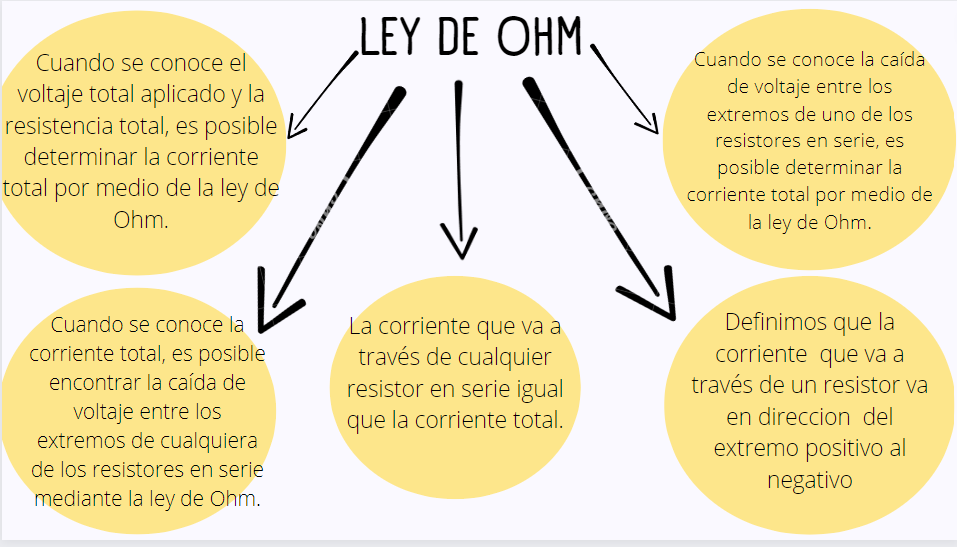 LEY DE OHM
Cuando se conoce el
voltaje total aplicado y la
resistencia total, es posible
determinar la corriente
total por medio de la ley de
Ohm.
Cuando se conoce la caída
de voltaje entre los
extremos de uno de los
resistores en serie, es
posible determinar la
corriente total por medio de
la ley de Ohm.
Cuando se conoce la
corriente total, es posible
encontrar la caída de
voltaje entre los
extremos de cualquiera
de los resistores en serie
mediante la ley de Ohm.
La corriente que va a
través de cualquier
resistor en serie igual
que la corriente total.
Definimos que la
corriente que va a
través de un resistor va
en direccion del
extremo positivo al
negativo